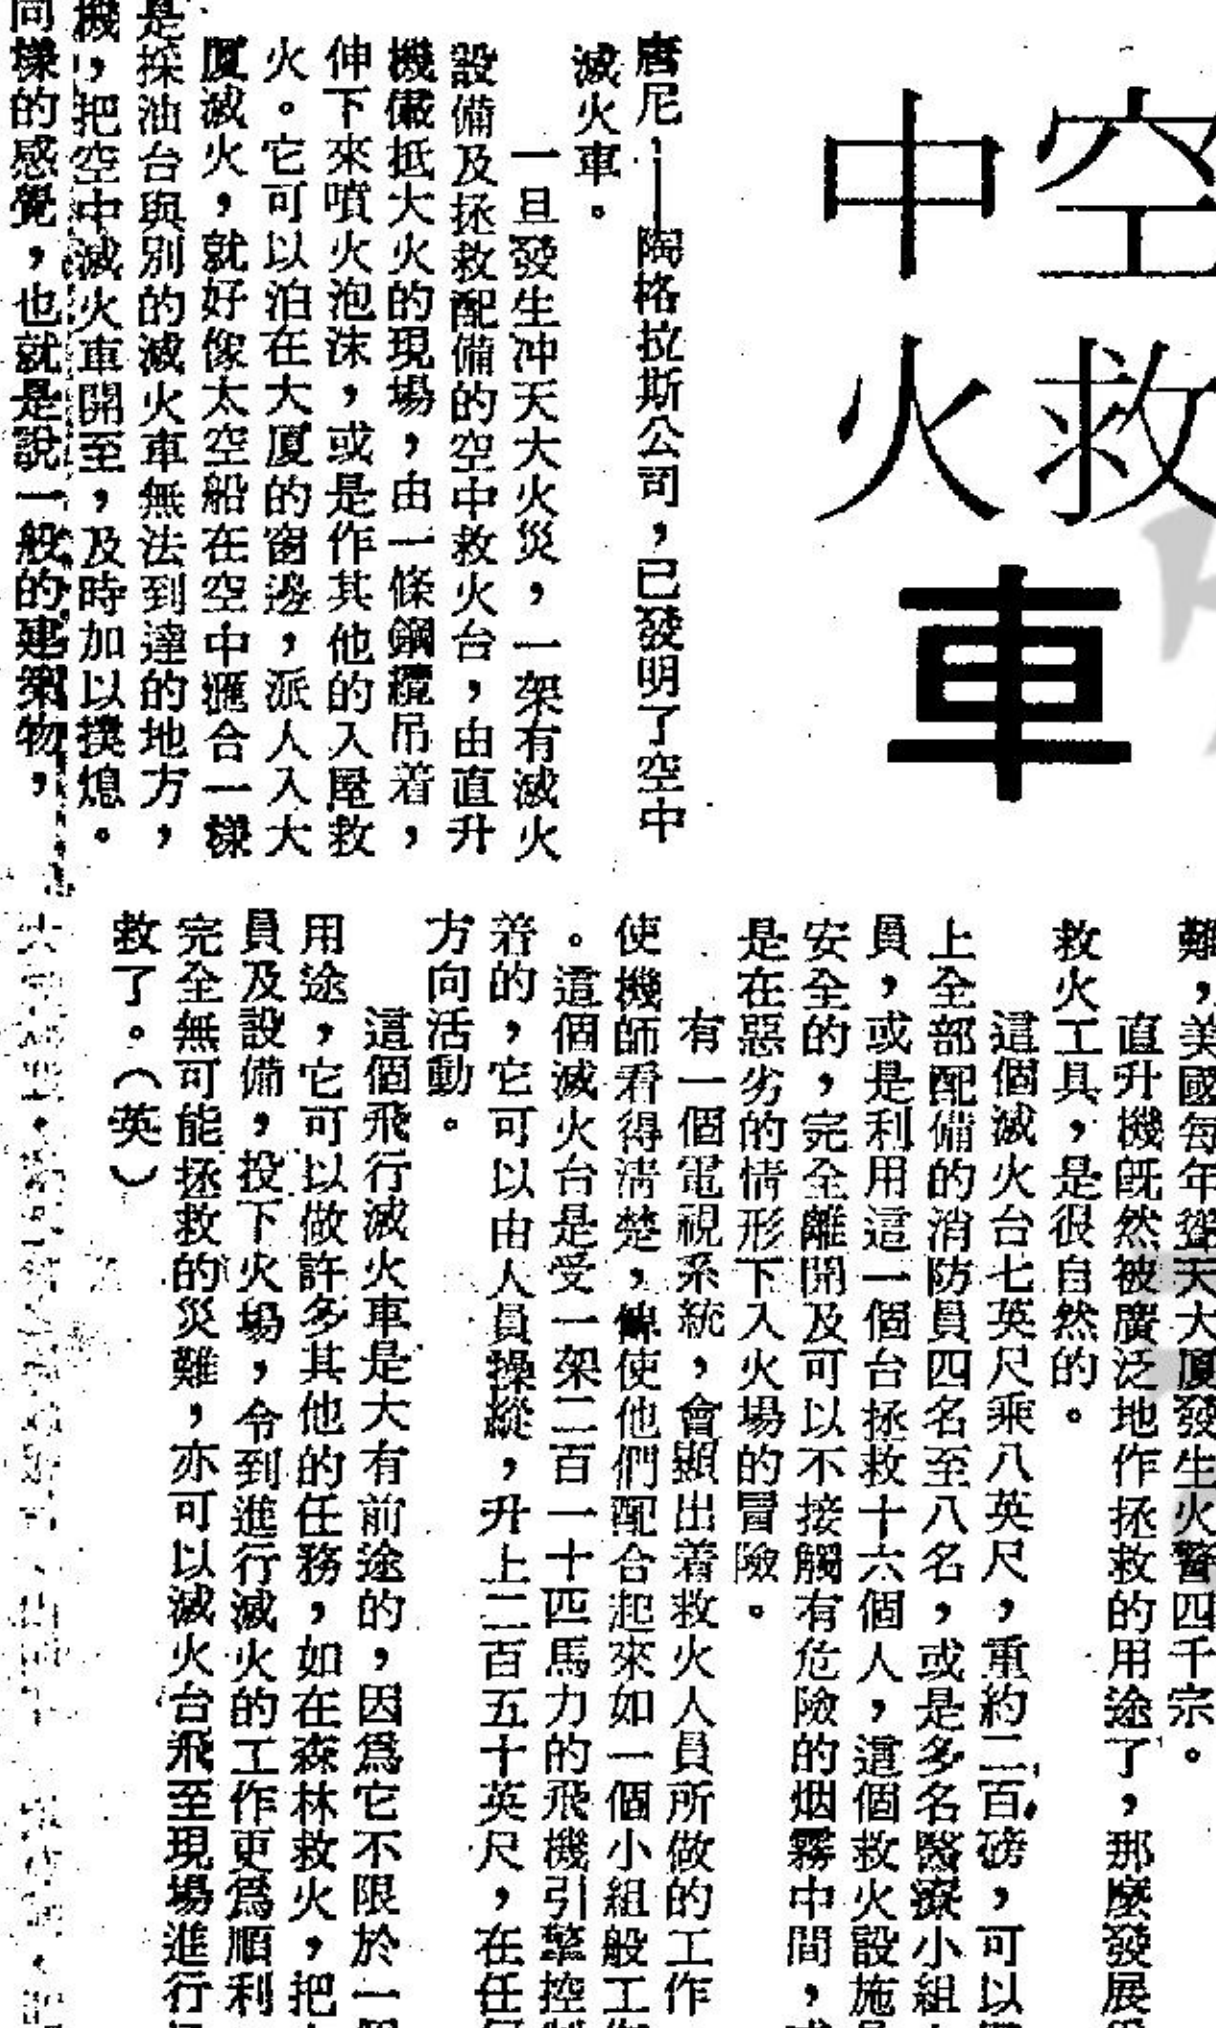 空中救火車
唐尼——陶格拉斯公司，已發明了空中
滅火車。
一旦發生冲天大火災，一架有滅火
設備及拯救配備的空中救火台，由直升
機儎抵大火的現場，由一條鋼纜吊着，
伸下來噴火泡沫，或是作其他的入屋救
火。它可以泊在大廈的窗邊，派人入大
廈滅火，就好像太空船在空中滙合一樣
是採油台與別的滅火車無法到達的地方，
機，把空中滅火車開至，及時加以撲熄。
同樣的感覺，也就是說一般的建築物，
難，美國每年聳天大廈發生火警四千宗。
直升機既然被廣泛地作拯救的用途了，那麼發展
救火工具，是很自然的。
這個滅火台七英尺乘八英尺，重約二百磅，可以
上全部配備的消防員四名至八名，或是多名醫療小組
員，或是利用這一個台拯救十六個人，這個救火設施
安全的，完全離開及可以不接觸有危險的烟霧中間，
是在惡劣的情形下入火場的冒險。
有一個電視系統，會顯出着救火人員所做的工作
使機師看得淸楚，俾使他們配合起來如一個小組般工
。這個滅火台是受一架二百一十匹馬力的飛機引擎控制
着的，它可以由人員操縱，升上二百五十英尺，在任
方向活動。
這個飛行滅火車是大有前途的，因爲它不限於一
用途，它可以做許多其他的任務，如在森林救火，把
員及設備，投下火場，令到進行滅火的工作更爲順利
完全無可能拯救的災難，亦可以滅火台飛至現場進行
救了。（英）